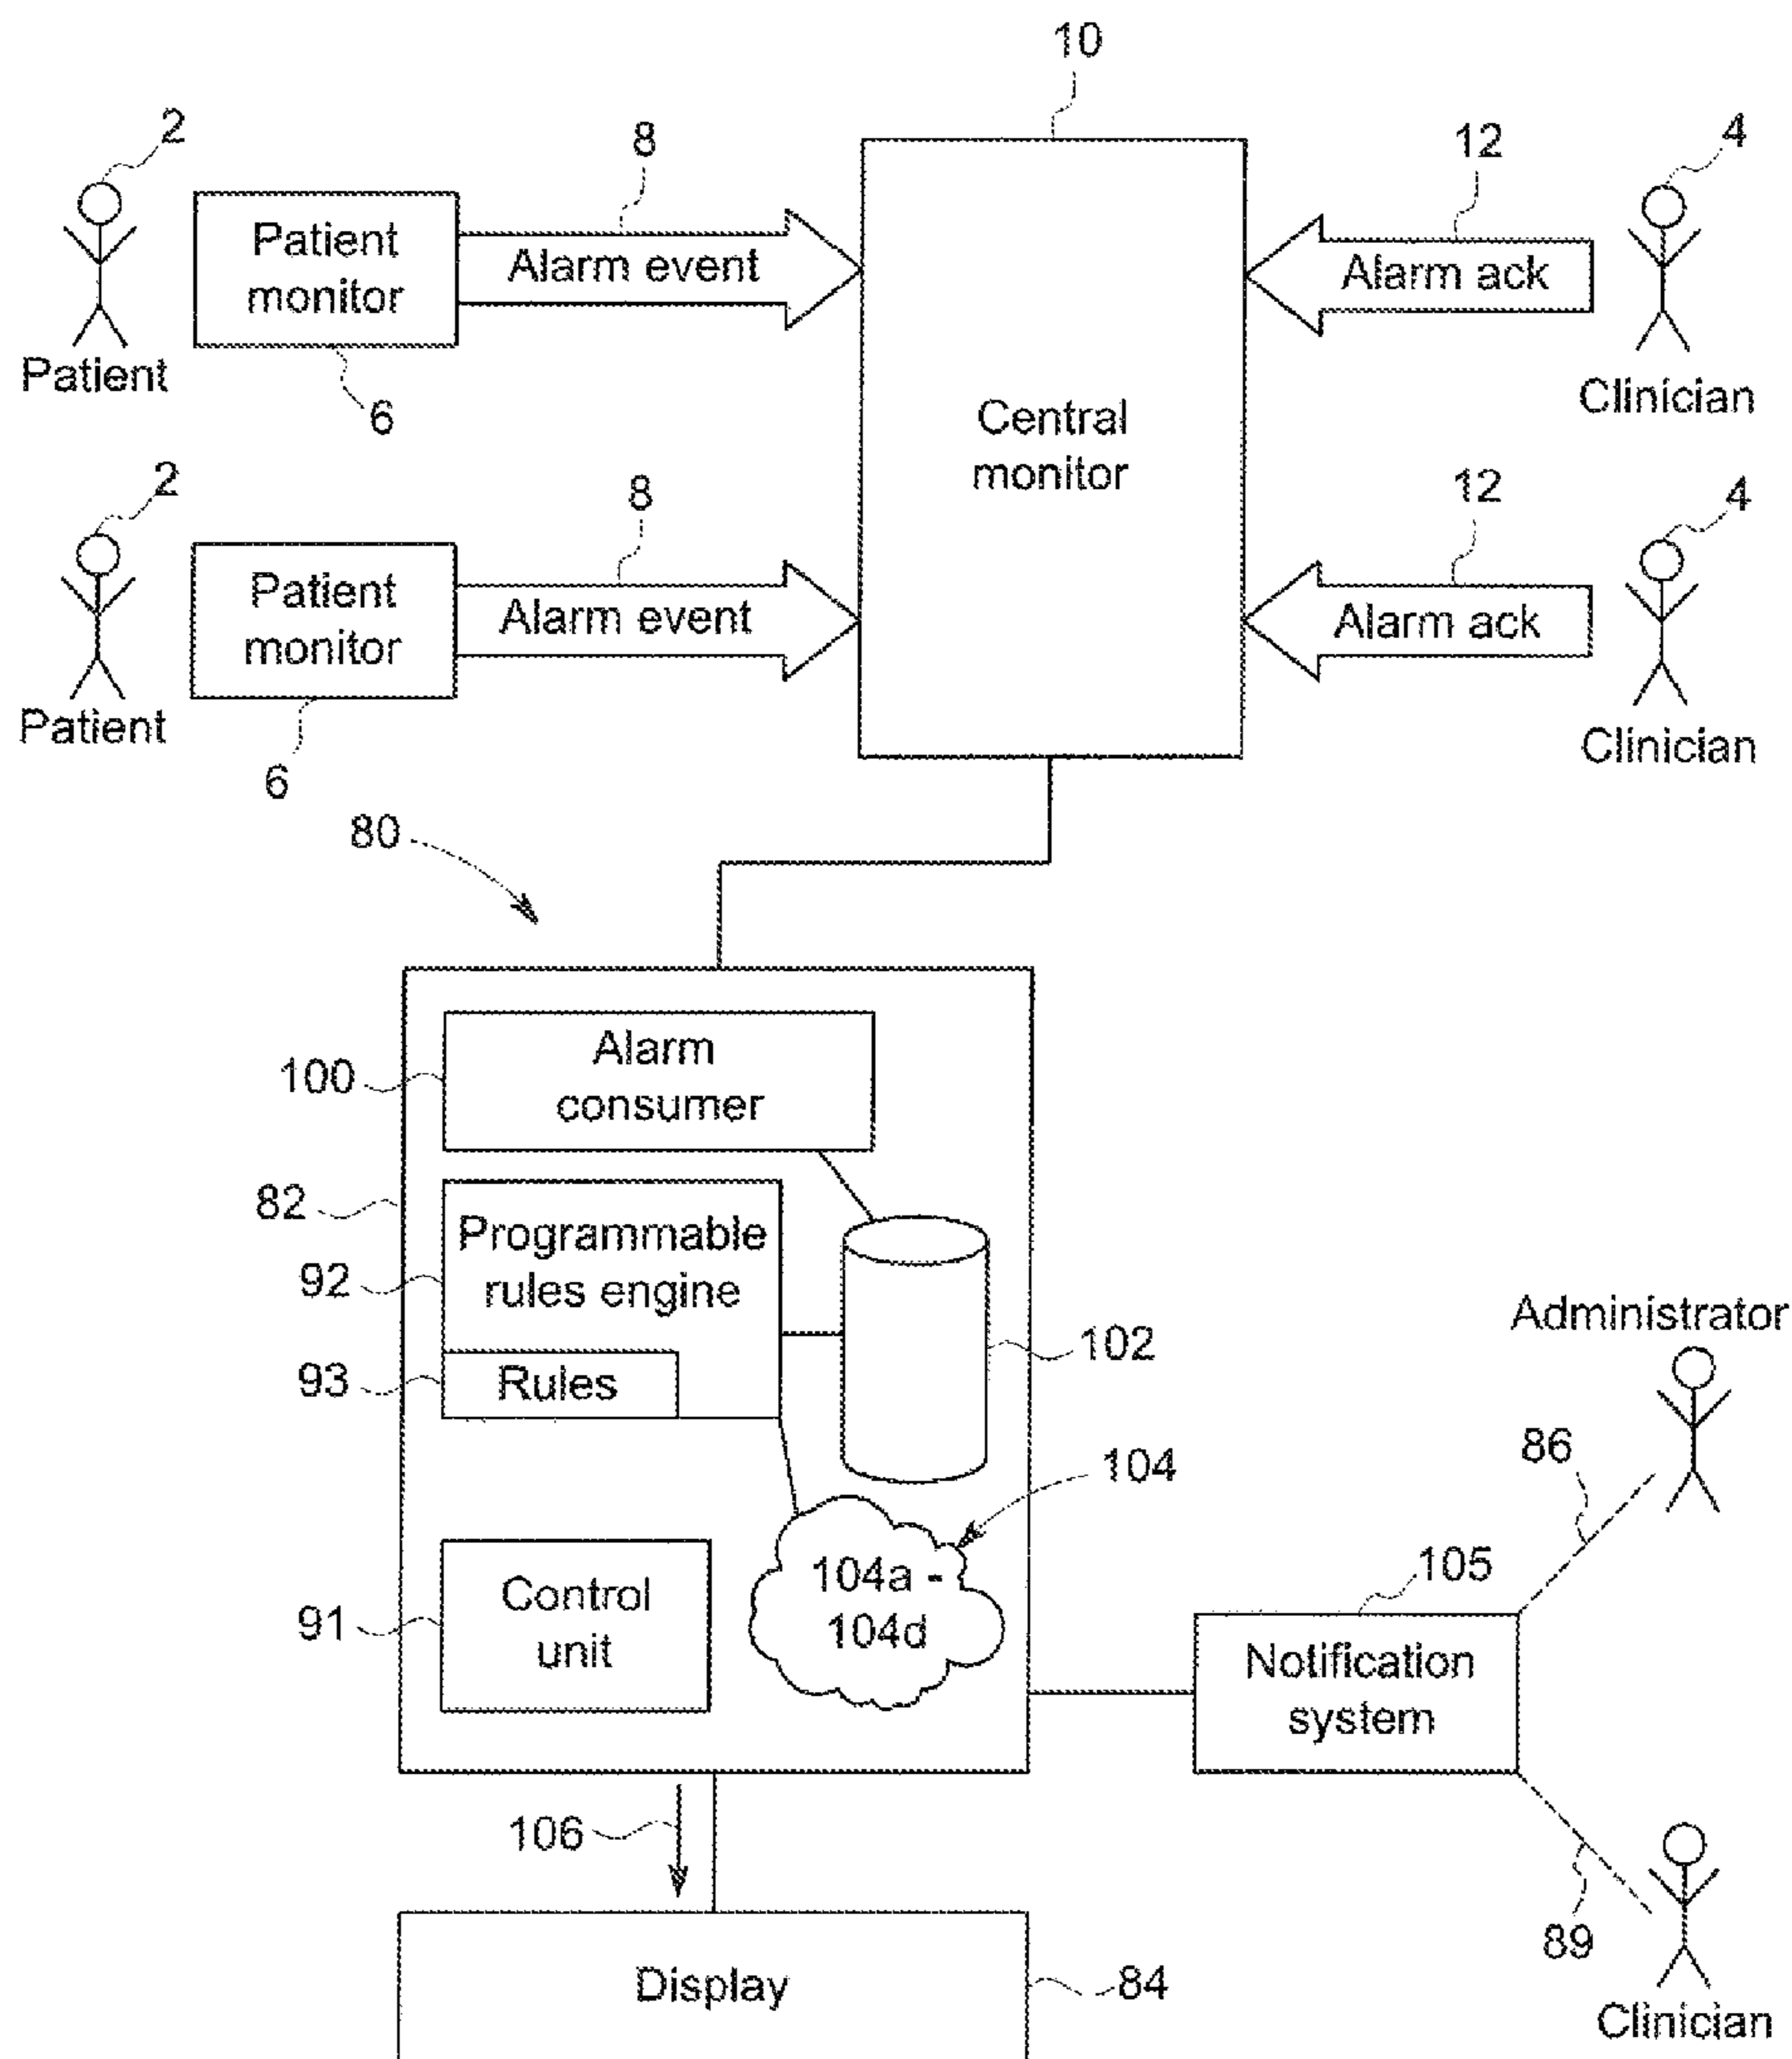 10
2
8
12
4
Patient
monitor
Alarm event
Alarm ack
Patient
6
Clinician
Central
monitor
2
8
12
4
Patient
monitor
Alarm event
Alarm ack
Patient
6
Clinician
80
100
Alarm
consumer
82
92
Programmable
rules engine
93
Rules
102
104
104a -
104d
91
Control
unit
Administrator
86
105
Notification
system
89
Clinician
106
Display
84